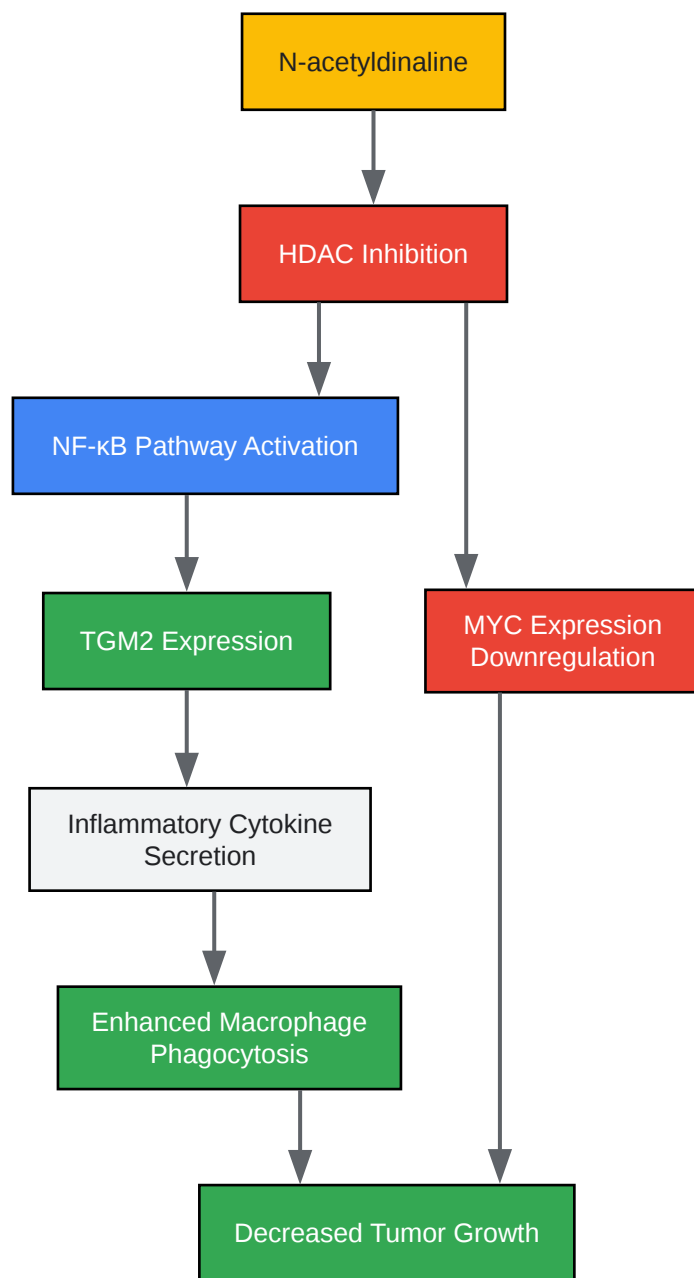 N-acetyldinaline
HDAC Inhibition
NF-κB Pathway Activation
TGM2 Expression
MYC Expression
Downregulation
Inflammatory Cytokine
Secretion
Enhanced Macrophage
Phagocytosis
Decreased Tumor Growth